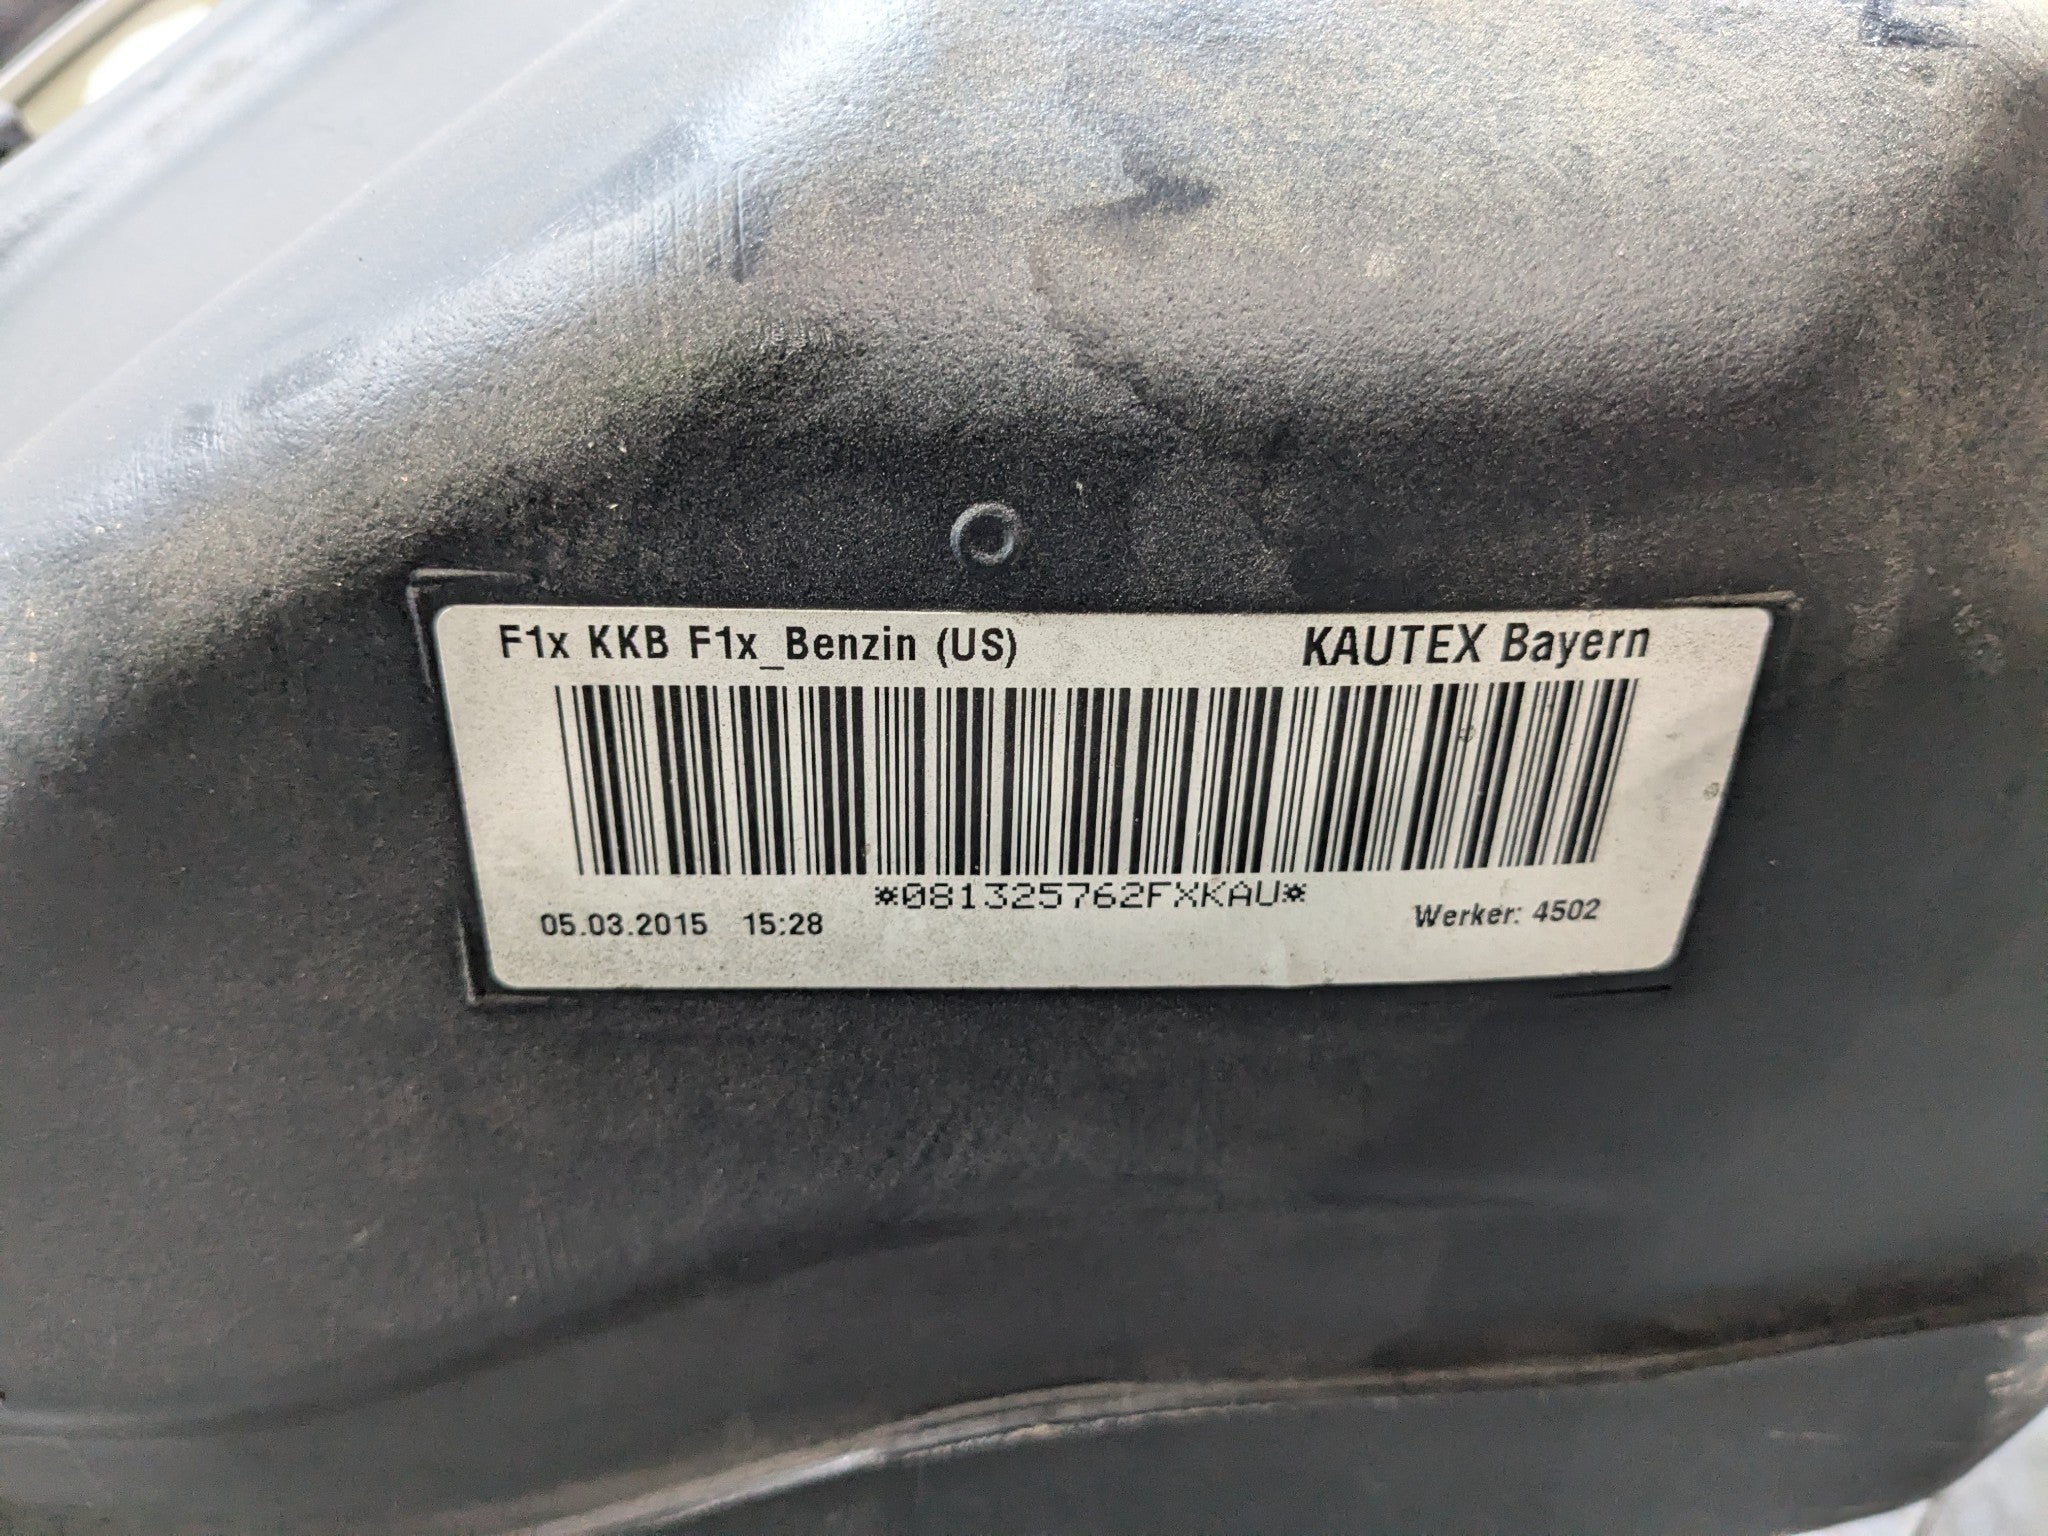 F1x KKB F1x_Benzin (US) KAUTEX Bayern
*081325762FXKAU*
05.03.2015 15:28 Werker: 4502